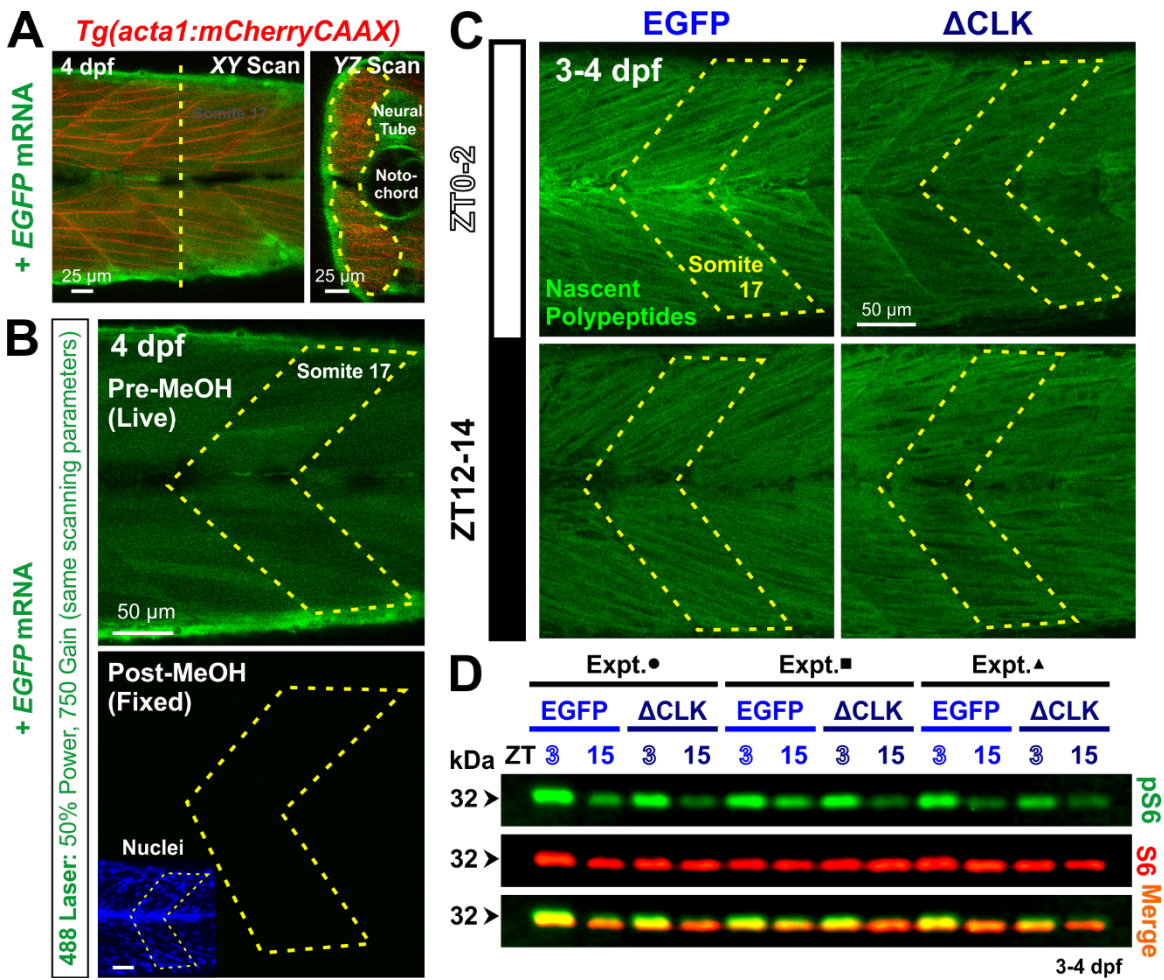 A
Tg(acta1:mCherryCAAX)
+ EGFP mRNA
4 dpf
XY Scan
Somite 17
25 µm
YZ Scan
Neural
Tube
Noto-
chord
25 µm
B
+ EGFP mRNA
488 Laser: 50% Power, 750 Gain (same scanning parameters)
4 dpf
Pre-MeOH
(Live)
Somite 17
50 µm
Post-MeOH
(Fixed)
Nuclei
C
EGFP
ΔCLK
ZT0-2
3-4 dpf
Somite
17
Nascent
Polypeptides
50 µm
ZT12-14
D
Expt.● Expt.■ Expt.▲
EGFP ΔCLK EGFP ΔCLK EGFP ΔCLK
kDa ZT 3 15 3 15 3 15 3 15 3 15 3 15
32 pS6
32 S6
32 Merge
3-4 dpf